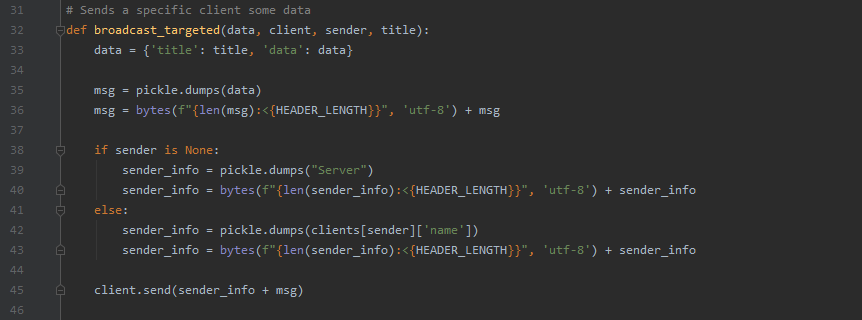 31 # Sends a specific client some data
32 def broadcast_targeted(data, client, sender, title):
33     data = {'title': title, 'data': data}
34
35     msg = pickle.dumps(data)
36     msg = bytes(f"{len(msg):<{HEADER_LENGTH}}", 'utf-8') + msg
37
38     if sender is None:
39         sender_info = pickle.dumps("Server")
40         sender_info = bytes(f"{len(sender_info):<{HEADER_LENGTH}}", 'utf-8') + sender_info
41     else:
42         sender_info = pickle.dumps(clients[sender]['name'])
43         sender_info = bytes(f"{len(sender_info):<{HEADER_LENGTH}}", 'utf-8') + sender_info
44
45     client.send(sender_info + msg)
46